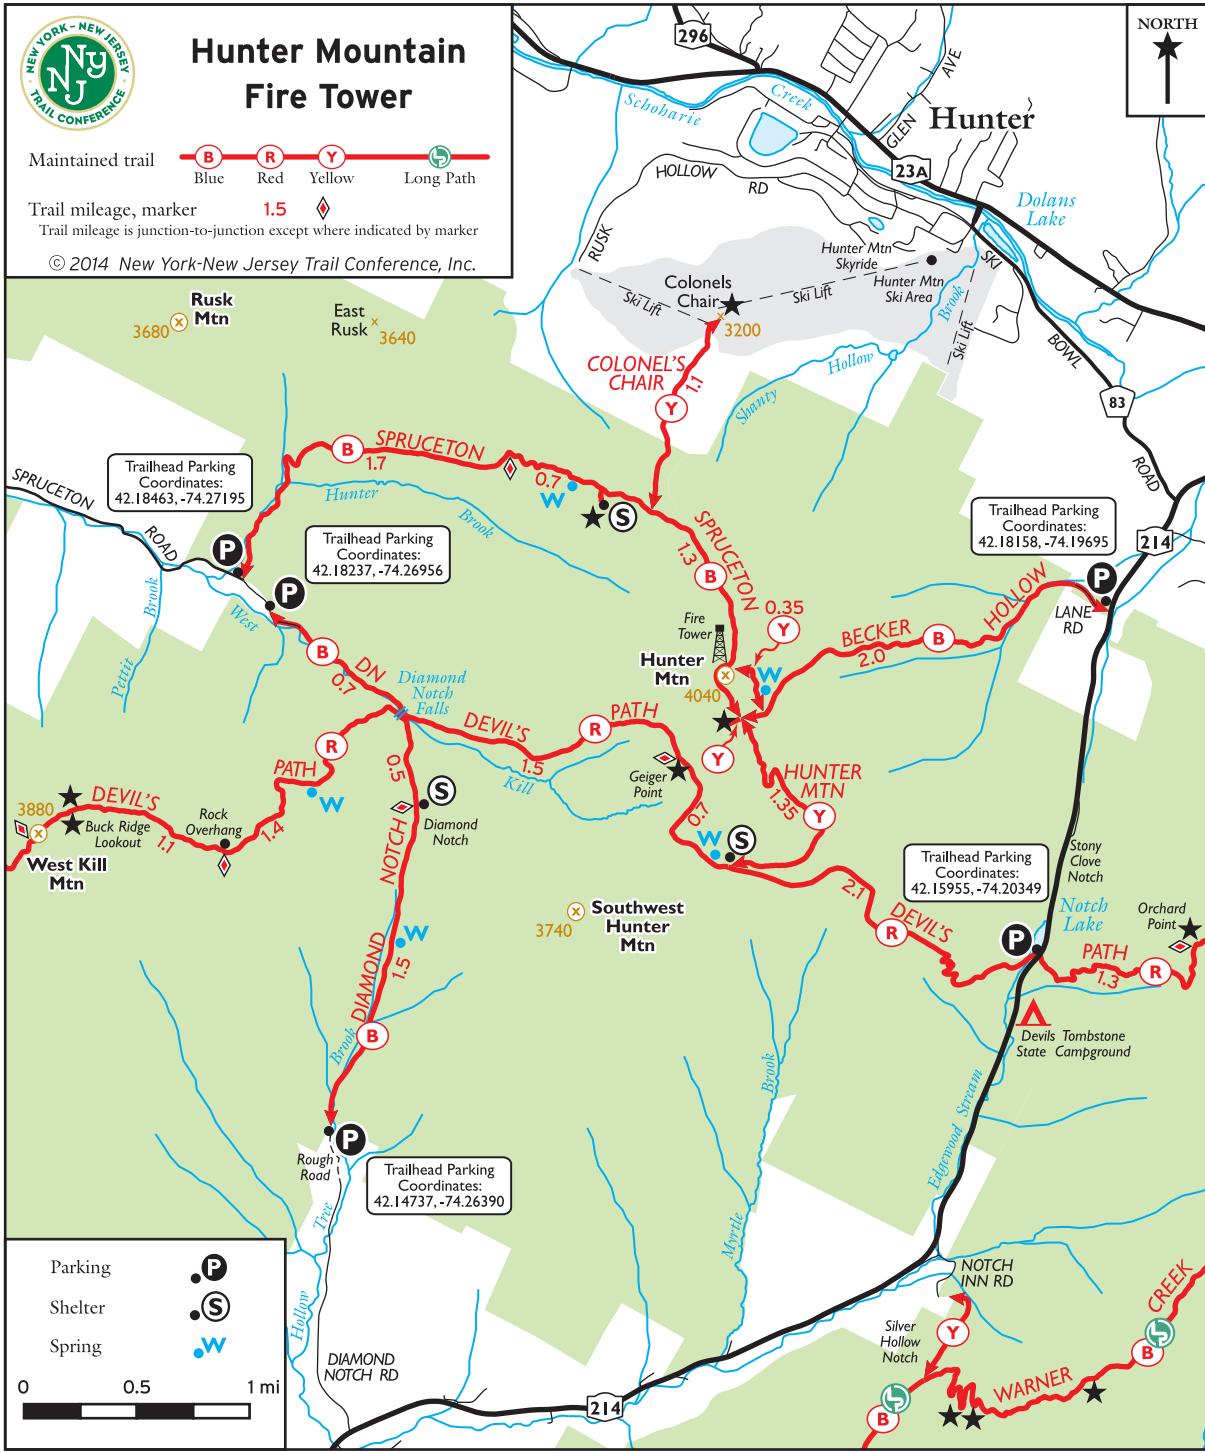 NEW YORK - NEW JERSEY
NY
NJ
TRAIL CONFERENCE
Hunter Mountain
Fire Tower
Maintained trail
B
R
Y
Blue
Red
Yellow
Long Path
Trail mileage, marker
1.5
Trail mileage is junction-to-junction except where indicated by marker
© 2014 New York-New Jersey Trail Conference, Inc.
NORTH
296
Schoharie
Creek
GLEN AVE
Hunter
23A
HOLLOW
RD
RUSK
Dolans
Lake
Hunter Mtn
Skyride
Hunter Mtn
Ski Area
SKI
BOWL
ROAD
83
Colonels
Chair
Ski Lift
Ski Lift
Ski Lift
Brook
3200
Hollow
Shanty
Rusk
Mtn
3680
East
Rusk
3640
COLONEL'S
CHAIR
1.1
Y
SPRUCETON
B
1.7
0.7
W
S
Trailhead Parking
Coordinates:
42.18463, -74.27195
SPRUCETON
ROAD
P
Hunter
Brook
Trailhead Parking
Coordinates:
42.18237, -74.26956
P
SPRUCETON
1.3
B
Trailhead Parking
Coordinates:
42.18158, -74.19695
214
P
LANE
RD
HOLLOW
BECKER
B
2.0
0.35
Y
Fire
Tower
Hunter
Mtn
4040
W
Y
Brook
Pettit
West
B
DN
0.7
Diamond
Notch
Falls
DEVIL'S
R
PATH
1.5
Kill
Geiger
Point
0.7
HUNTER
MTN
1.35
Y
R
PATH
0.5
W
3880
DEVIL'S
Buck Ridge
Lookout
1.1
Rock
Overhang
1.4
West Kill
Mtn
S
Diamond
Notch
NOTCH
W
S
2.1
DEVIL'S
R
Trailhead Parking
Coordinates:
42.15955, -74.20349
Stony
Clove
Notch
Notch
Lake
P
Orchard
Point
PATH
1.3
R
Southwest
Hunter
Mtn
3740
W
DIAMOND
1.5
B
Brook
Devils Tombstone
State Campground
Brook
Myrtle
Edgewood Stream
P
Rough
Road
Trailhead Parking
Coordinates:
42.14737, -74.26390
Tree
Hollow
DIAMOND
NOTCH RD
214
NOTCH
INN RD
Silver
Hollow
Notch
Y
B
WARNER
B
CREEK
Parking
P
Shelter
S
Spring
W
0
0.5
1 mi